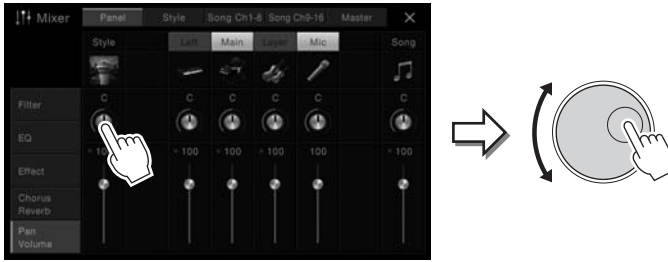 Mixer
Panel Style Song Ch1-8 Song Ch9-16 Master ×
Style Left Main Layer Mic Song
Filter
C C C C C C
EQ
100 100 100 100 100 100
Effect
Chorus
Reverb
Pan
Volume